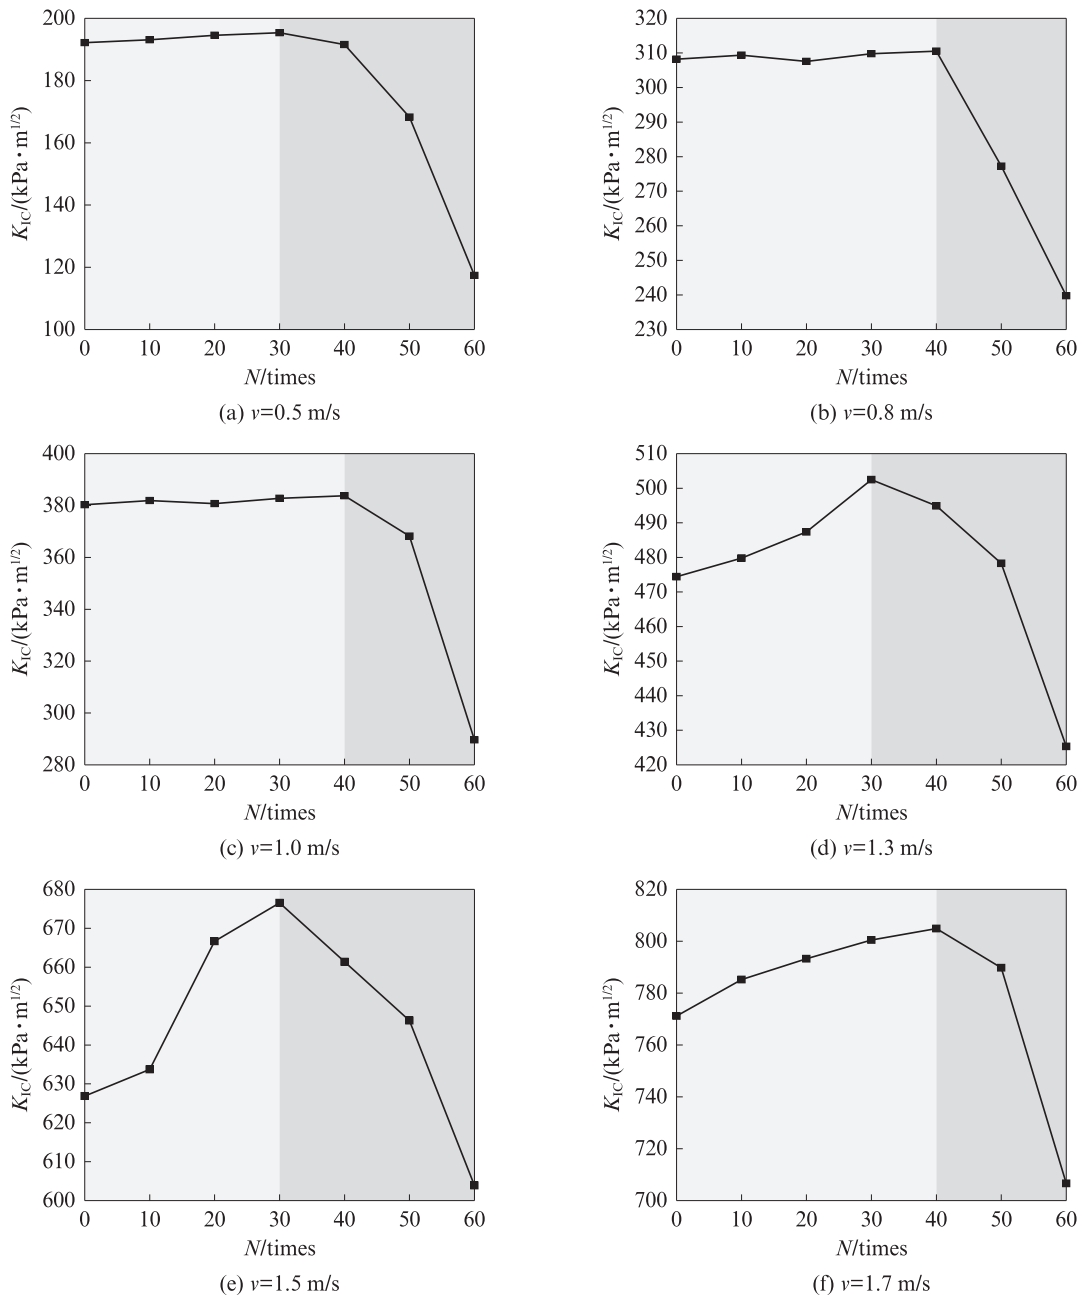 200
180
160
140
120
100
K_IC/(kPa•m^1/2)
0 10 20 30 40 50 60
N/times
(a) v=0.5 m/s
320
310
300
290
280
270
260
250
240
230
K_IC/(kPa•m^1/2)
0 10 20 30 40 50 60
N/times
(b) v=0.8 m/s
400
380
360
380
340
320
300
280
K_IC/(kPa•m^1/2)
0 10 20 30 40 50 60
N/times
(c) v=1.0 m/s
510
500
490
480
470
460
450
440
430
420
K_IC/(kPa•m^1/2)
0 10 20 30 40 50 60
N/times
(d) v=1.3 m/s
680
670
660
650
640
630
620
610
600
K_IC/(kPa•m^1/2)
0 10 20 30 40 50 60
N/times
(e) v=1.5 m/s
820
800
780
760
740
720
700
K_IC/(kPa•m^1/2)
0 10 20 30 40 50 60
N/times
(f) v=1.7 m/s